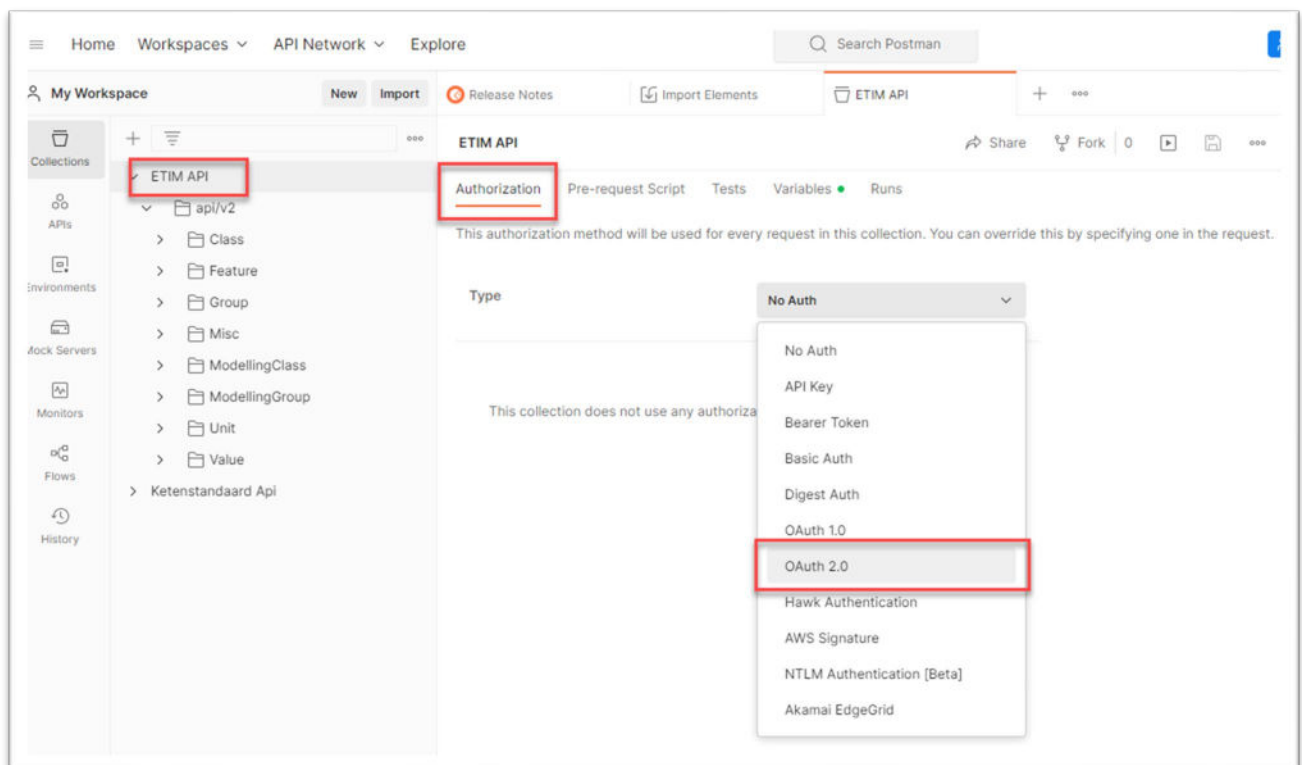 Home Workspaces API Network Explore
Search Postman
My Workspace New Import
Release Notes Import Elements ETIM API
Collections
APIs
Environments
Mock Servers
Monitors
Flows
History
ETIM API
api/v2
Class
Feature
Group
Misc
ModellingClass
ModellingGroup
Unit
Value
Ketenstandaard Api
ETIM API Share Fork 0
Authorization Pre-request Script Tests Variables Runs
This authorization method will be used for every request in this collection. You can override this by specifying one in the request.
Type No Auth
This collection does not use any authoriza
No Auth
API Key
Bearer Token
Basic Auth
Digest Auth
OAuth 1.0
OAuth 2.0
Hawk Authentication
AWS Signature
NTLM Authentication [Beta]
Akamai EdgeGrid